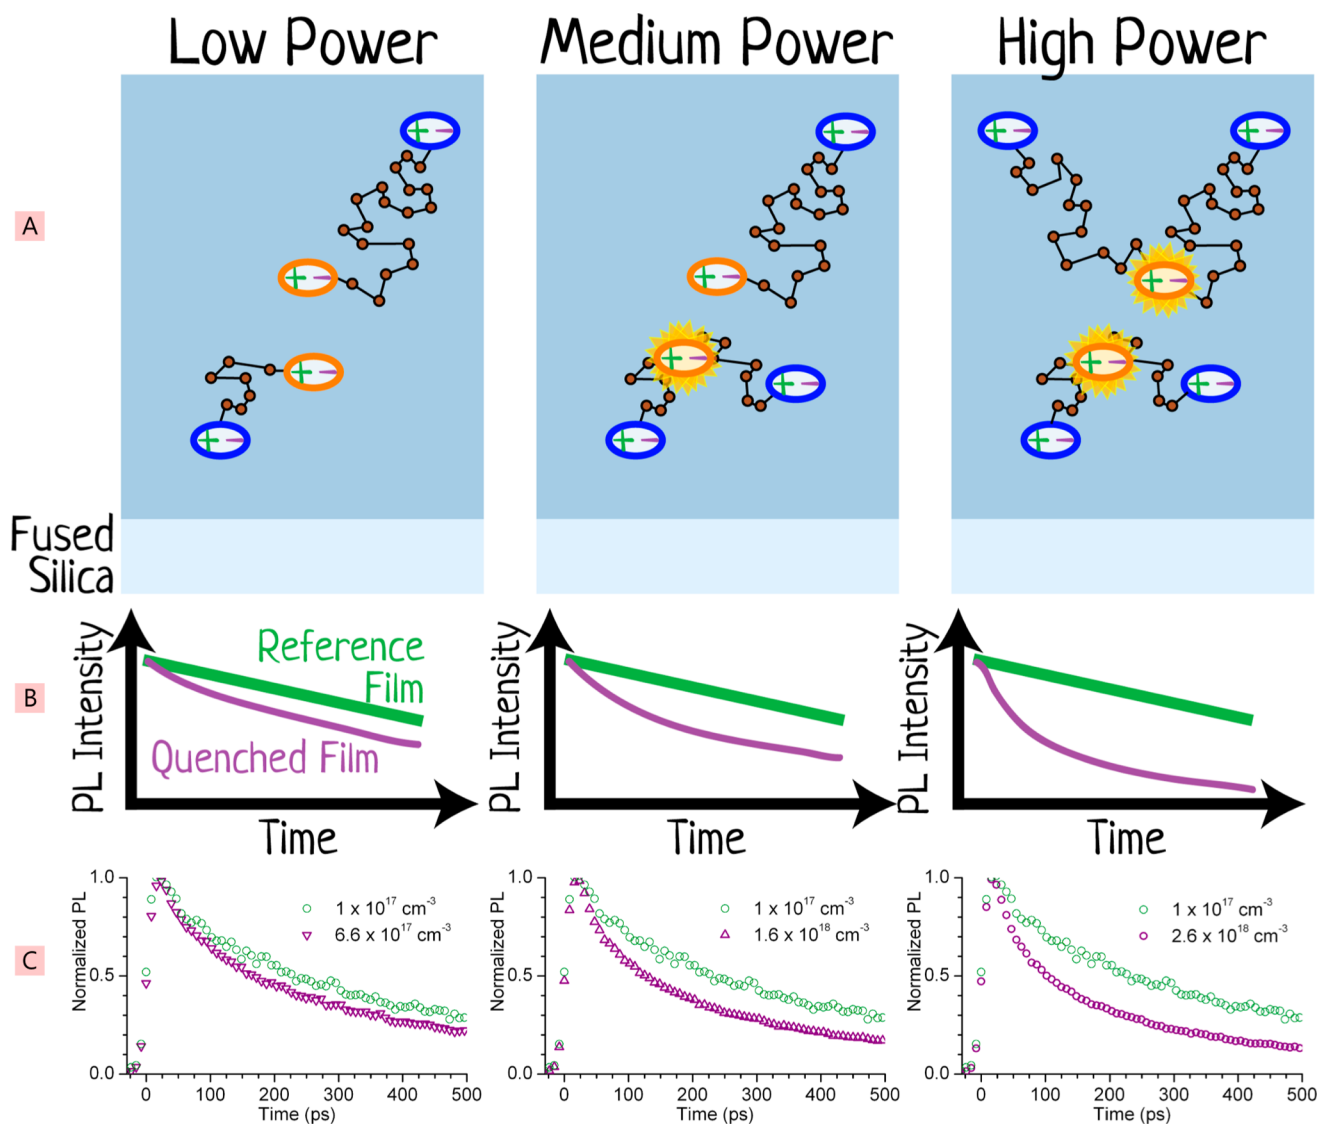 Low Power
Medium Power
High Power
A
Fused
Silica
B
PL Intensity
Reference
Film
Quenched Film
Time
PL Intensity
Time
PL Intensity
Time
C
Normalized PL
1.0
0.5
0.0
1 x 10¹⁷ cm⁻³
6.6 x 10¹⁷ cm⁻³
0 100 200 300 400 500
Time (ps)
Normalized PL
1.0
0.5
0.0
1 x 10¹⁷ cm⁻³
1.6 x 10¹⁸ cm⁻³
0 100 200 300 400 500
Time (ps)
Normalized PL
1.0
0.5
0.0
1 x 10¹⁷ cm⁻³
2.6 x 10¹⁸ cm⁻³
0 100 200 300 400 500
Time (ps)